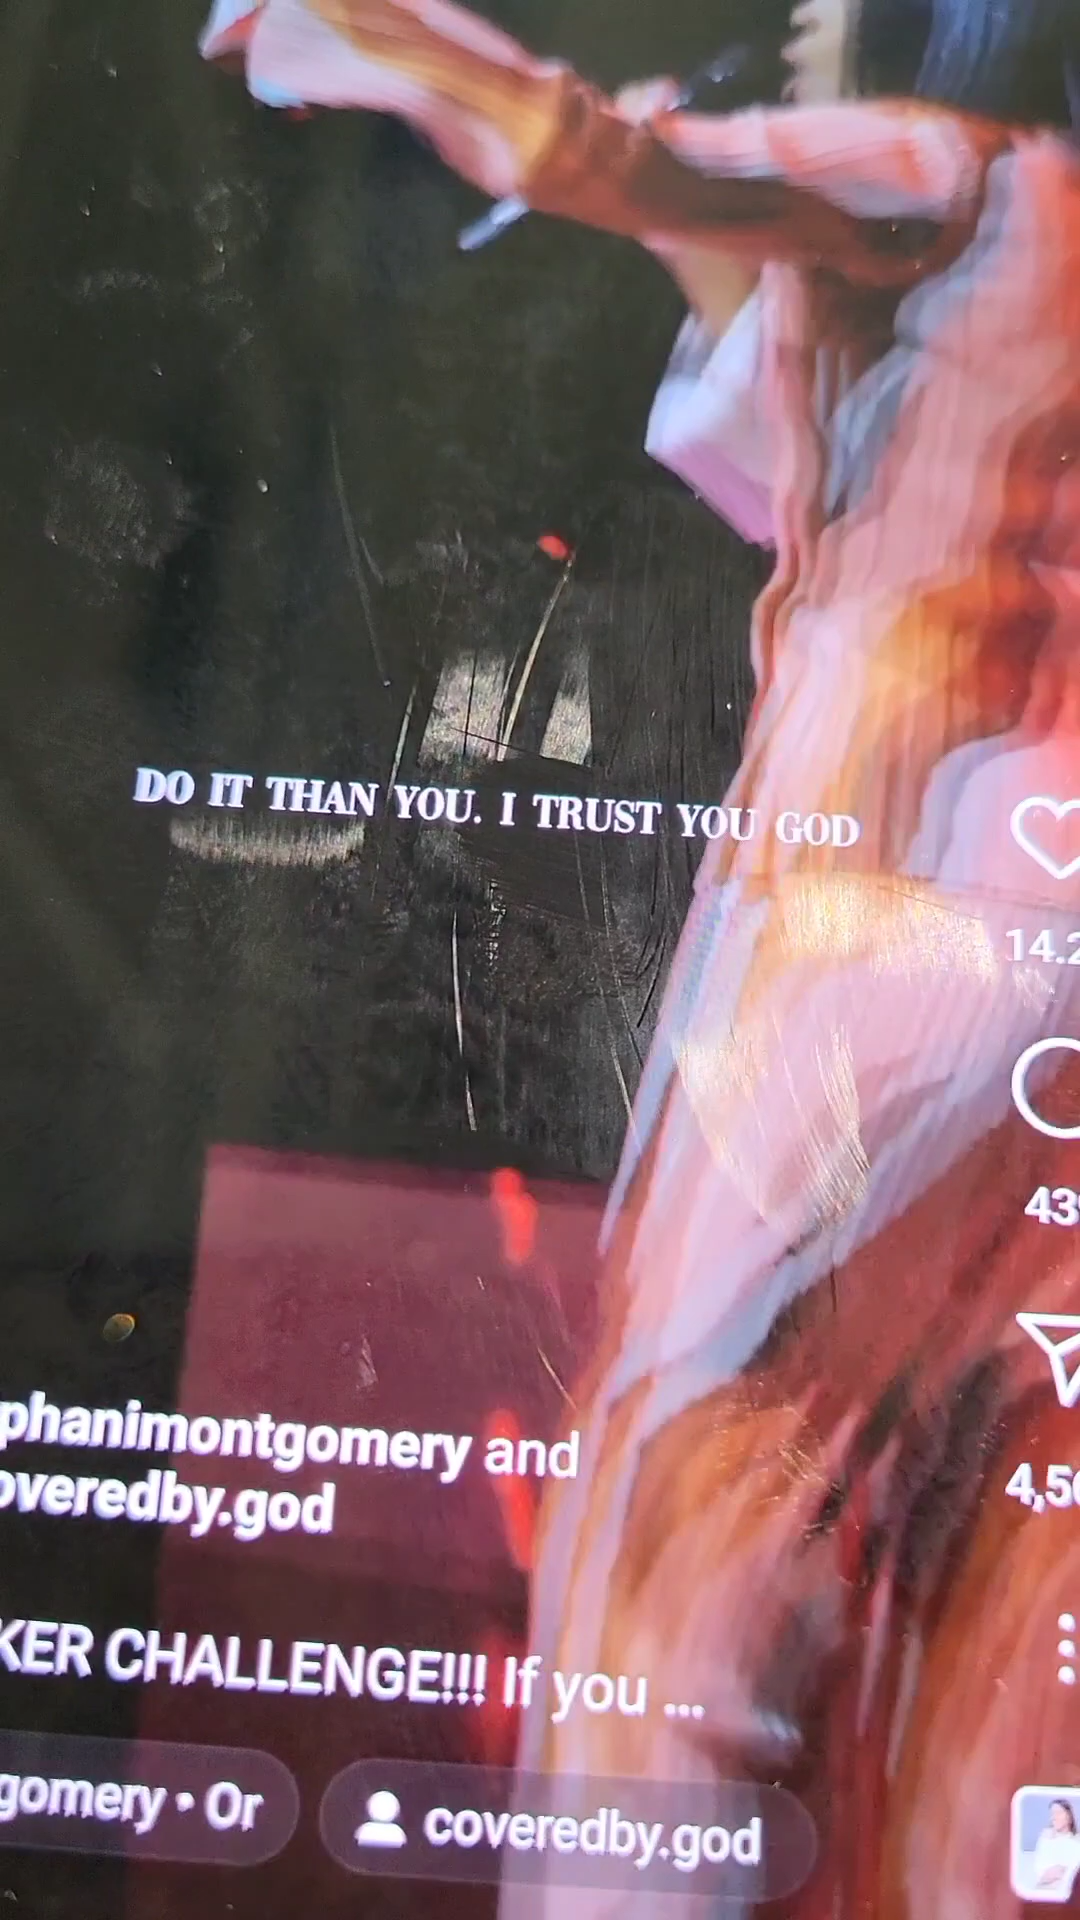 DO IT THAN YOU. I TRUST YOU GOD
14.2
43
phanimontgomery and
overedby.god
4,5
KER CHALLENGE!!! If you ...
gomery • Or
coveredby.god